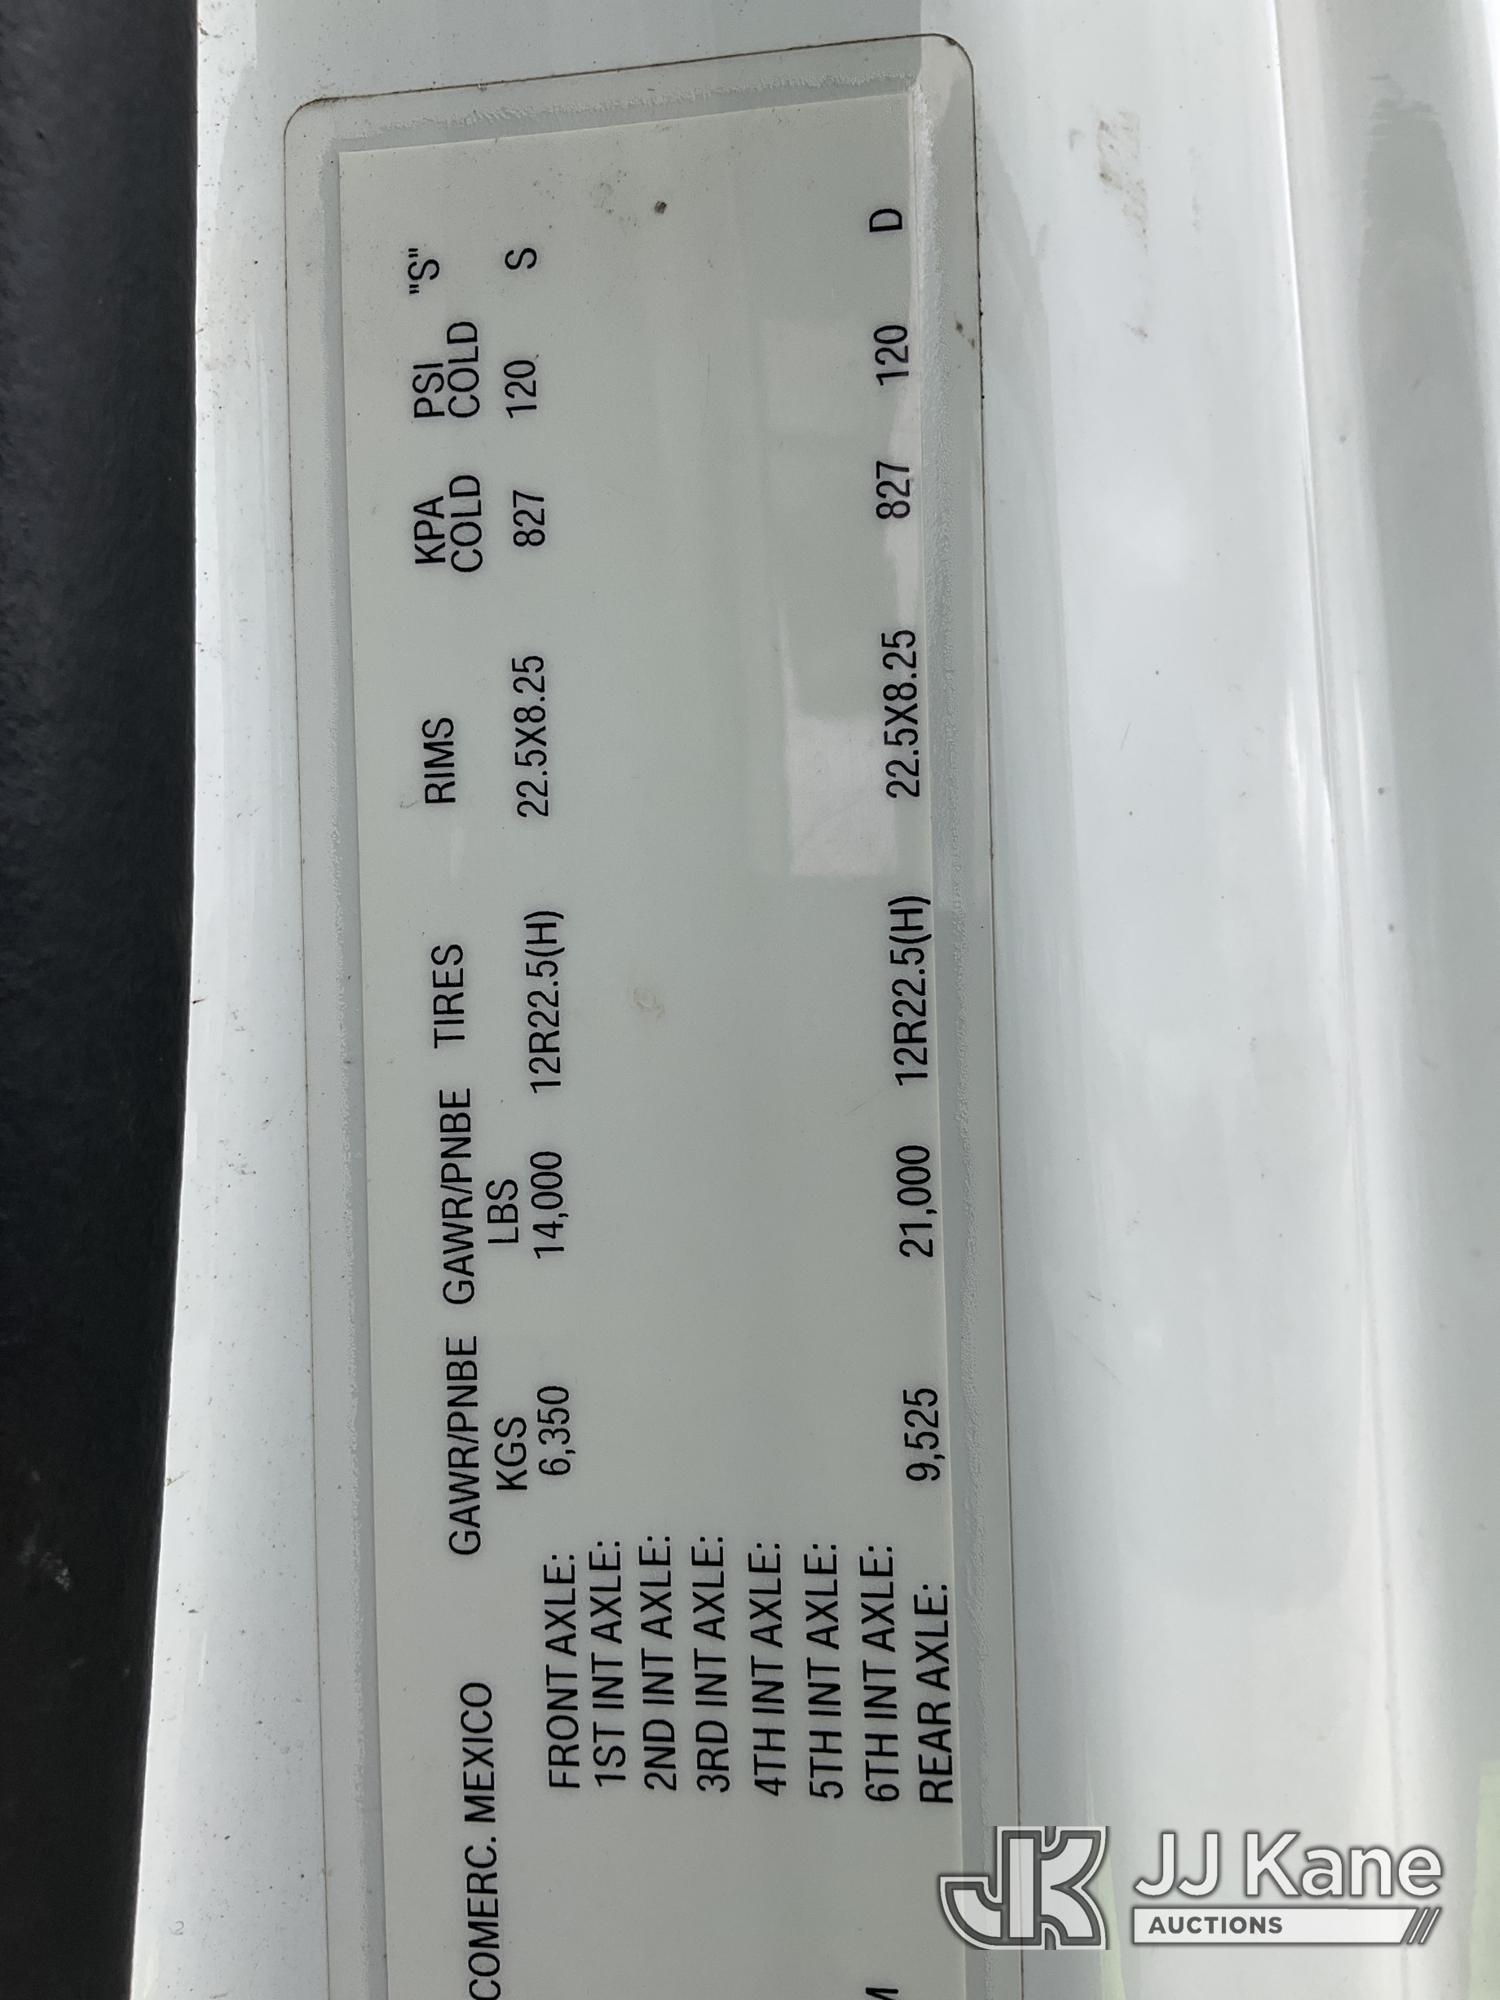 COMERC. MEXICO GAWR/PNBE GAWR/PNBE TIRES RIMS KPA PSI "S"
KGS LBS COLD COLD
FRONT AXLE: 6,350 14,000 12R22.5(H) 22.5X8.25 827 120 S
1ST INT AXLE:
2ND INT AXLE:
3RD INT AXLE:
4TH INT AXLE:
5TH INT AXLE:
6TH INT AXLE:
REAR AXLE: 9,525 21,000 12R22.5(H) 22.5X8.25 827 120 D
JJ Kane
AUCTIONS